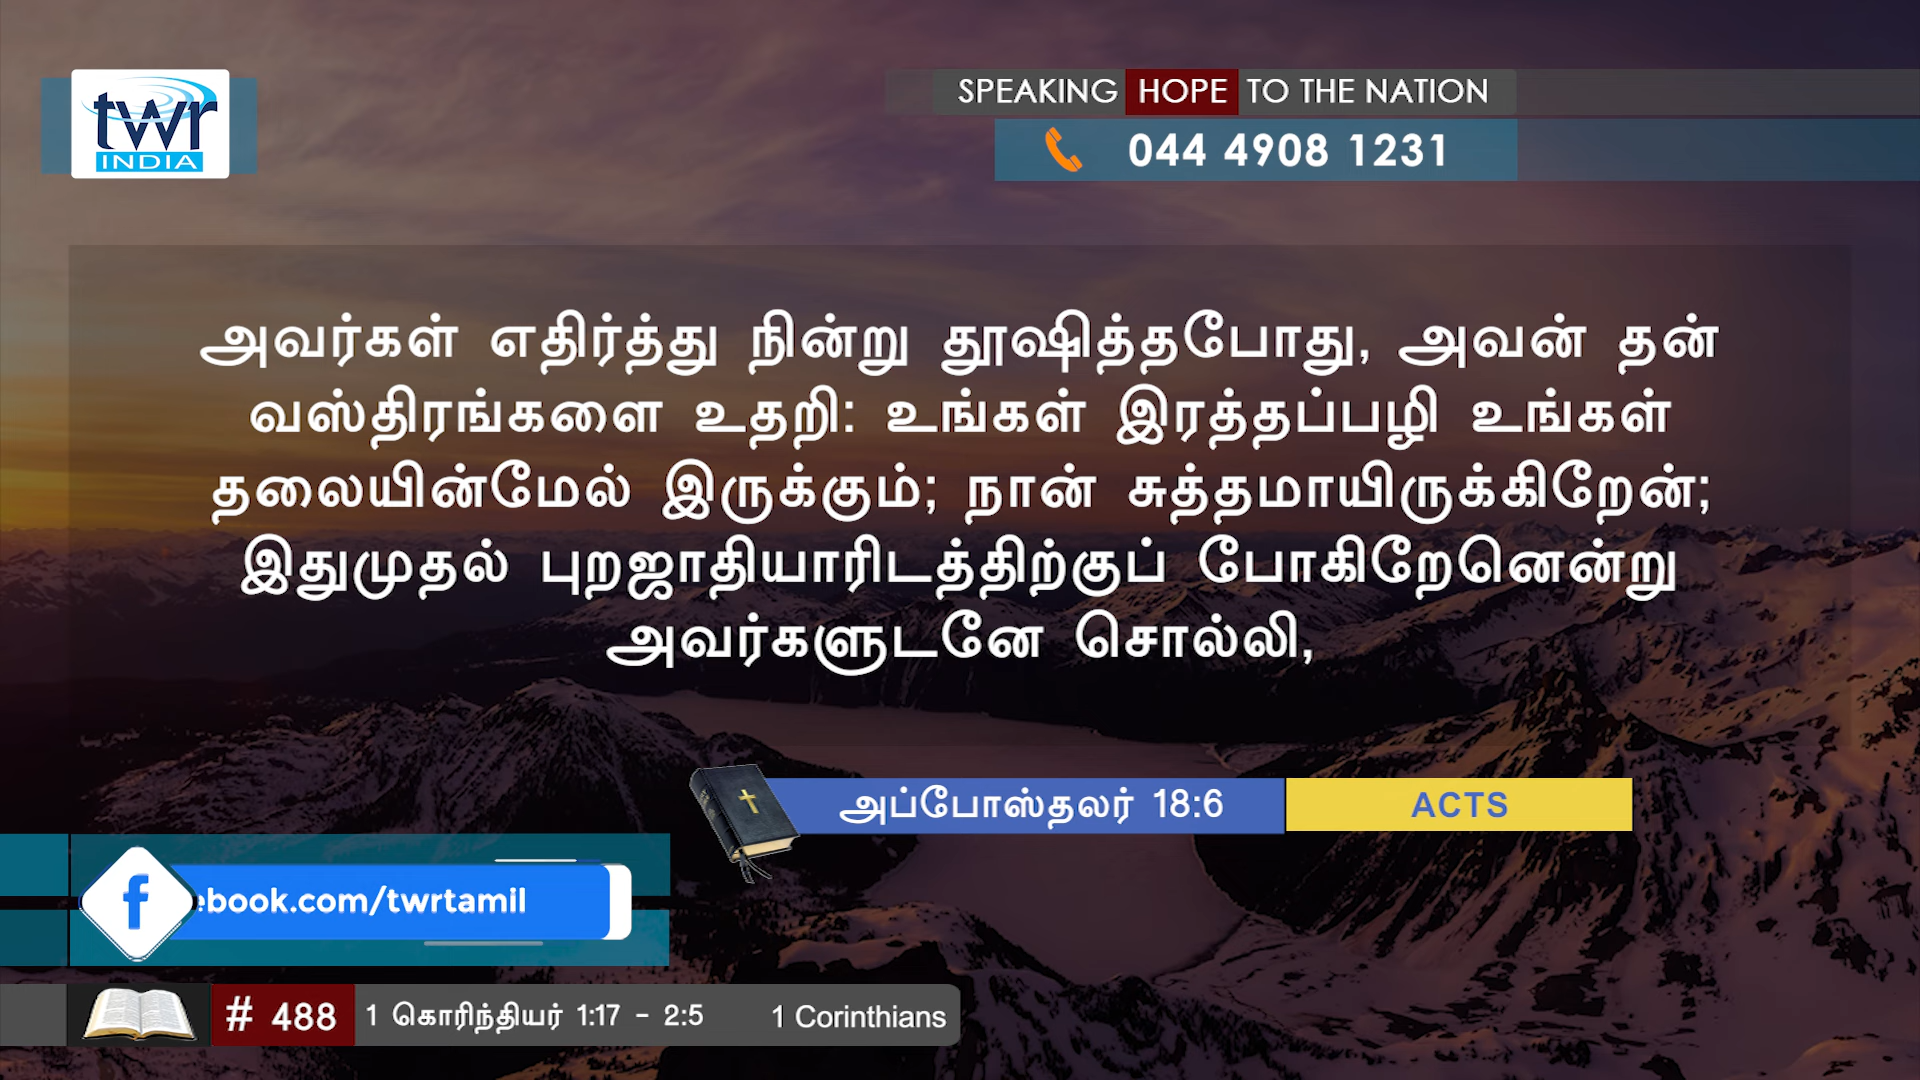 twr
INDIA
SPEAKING HOPE TO THE NATION
044 4908 1231
அவர்கள் எதிர்த்து நின்று தூஷித்தபோது, அவன் தன்
வஸ்திரங்களை உதறி: உங்கள் இரத்தப்பழி உங்கள்
தலையின்மேல் இருக்கும்; நான் சுத்தமாயிருக்கிறேன்;
இதுமுதல் புறஜாதியாரிடத்திற்குப் போகிறேனென்று
அவர்களுடனே சொல்லி,
அப்போஸ்தலர் 18:6 ACTS
ebook.com/twrtamil
# 488 1 கொரிந்தியர் 1:17 - 2:5 1 Corinthians